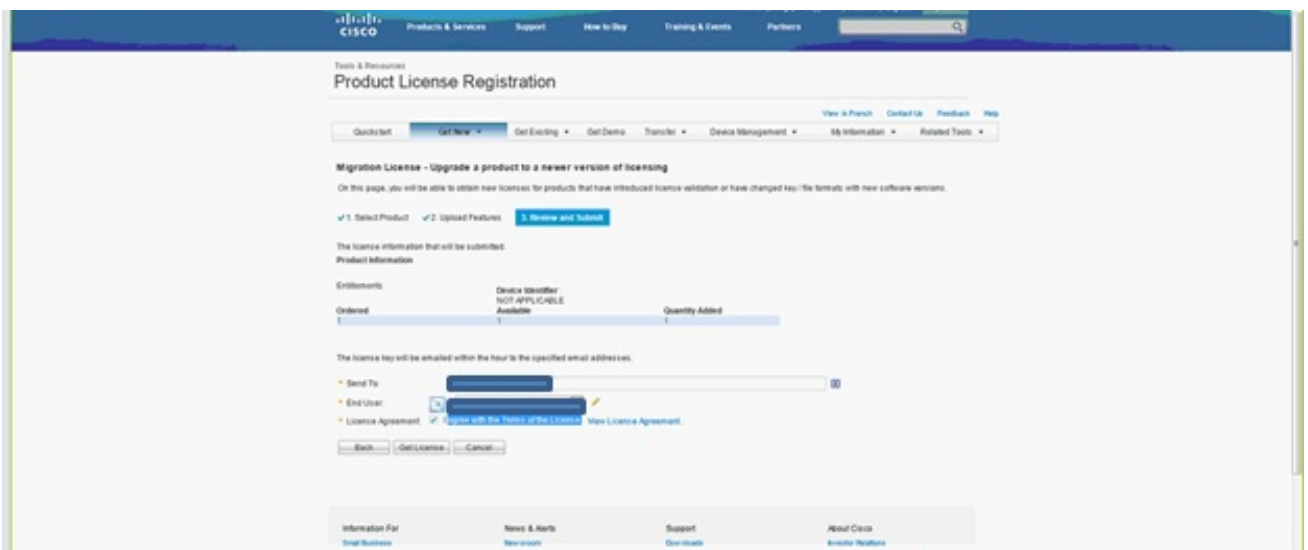 CISCO
Products & Services Support How to Buy Training & Events Partners
Tools & Resources
Product License Registration
View in French Contact Us Feedback Help
Quickstart Get New Get Existing Get Demo Transfer Device Management My Information Related Tools
Migration License - Upgrade a product to a newer version of licensing
On this page, you will be able to obtain new licenses for products that have introduced license validation or have changed key / file formats with new software versions.
1. Select Product 2. Upload Features 3. Review and Submit
The license information that will be submitted.
Product Information
Entitlements Device Identifier
NOT APPLICABLE
Ordered Available Quantity Added
1 1 1
The license key will be emailed within the hour to the specified email addresses.
* Send To:
* End User:
* License Agreement I agree with the Terms of the License View License Agreement.
Back Get License Cancel
Information For News & Alerts Support About Cisco
Small Business Newsroom Downloads Investor Relations